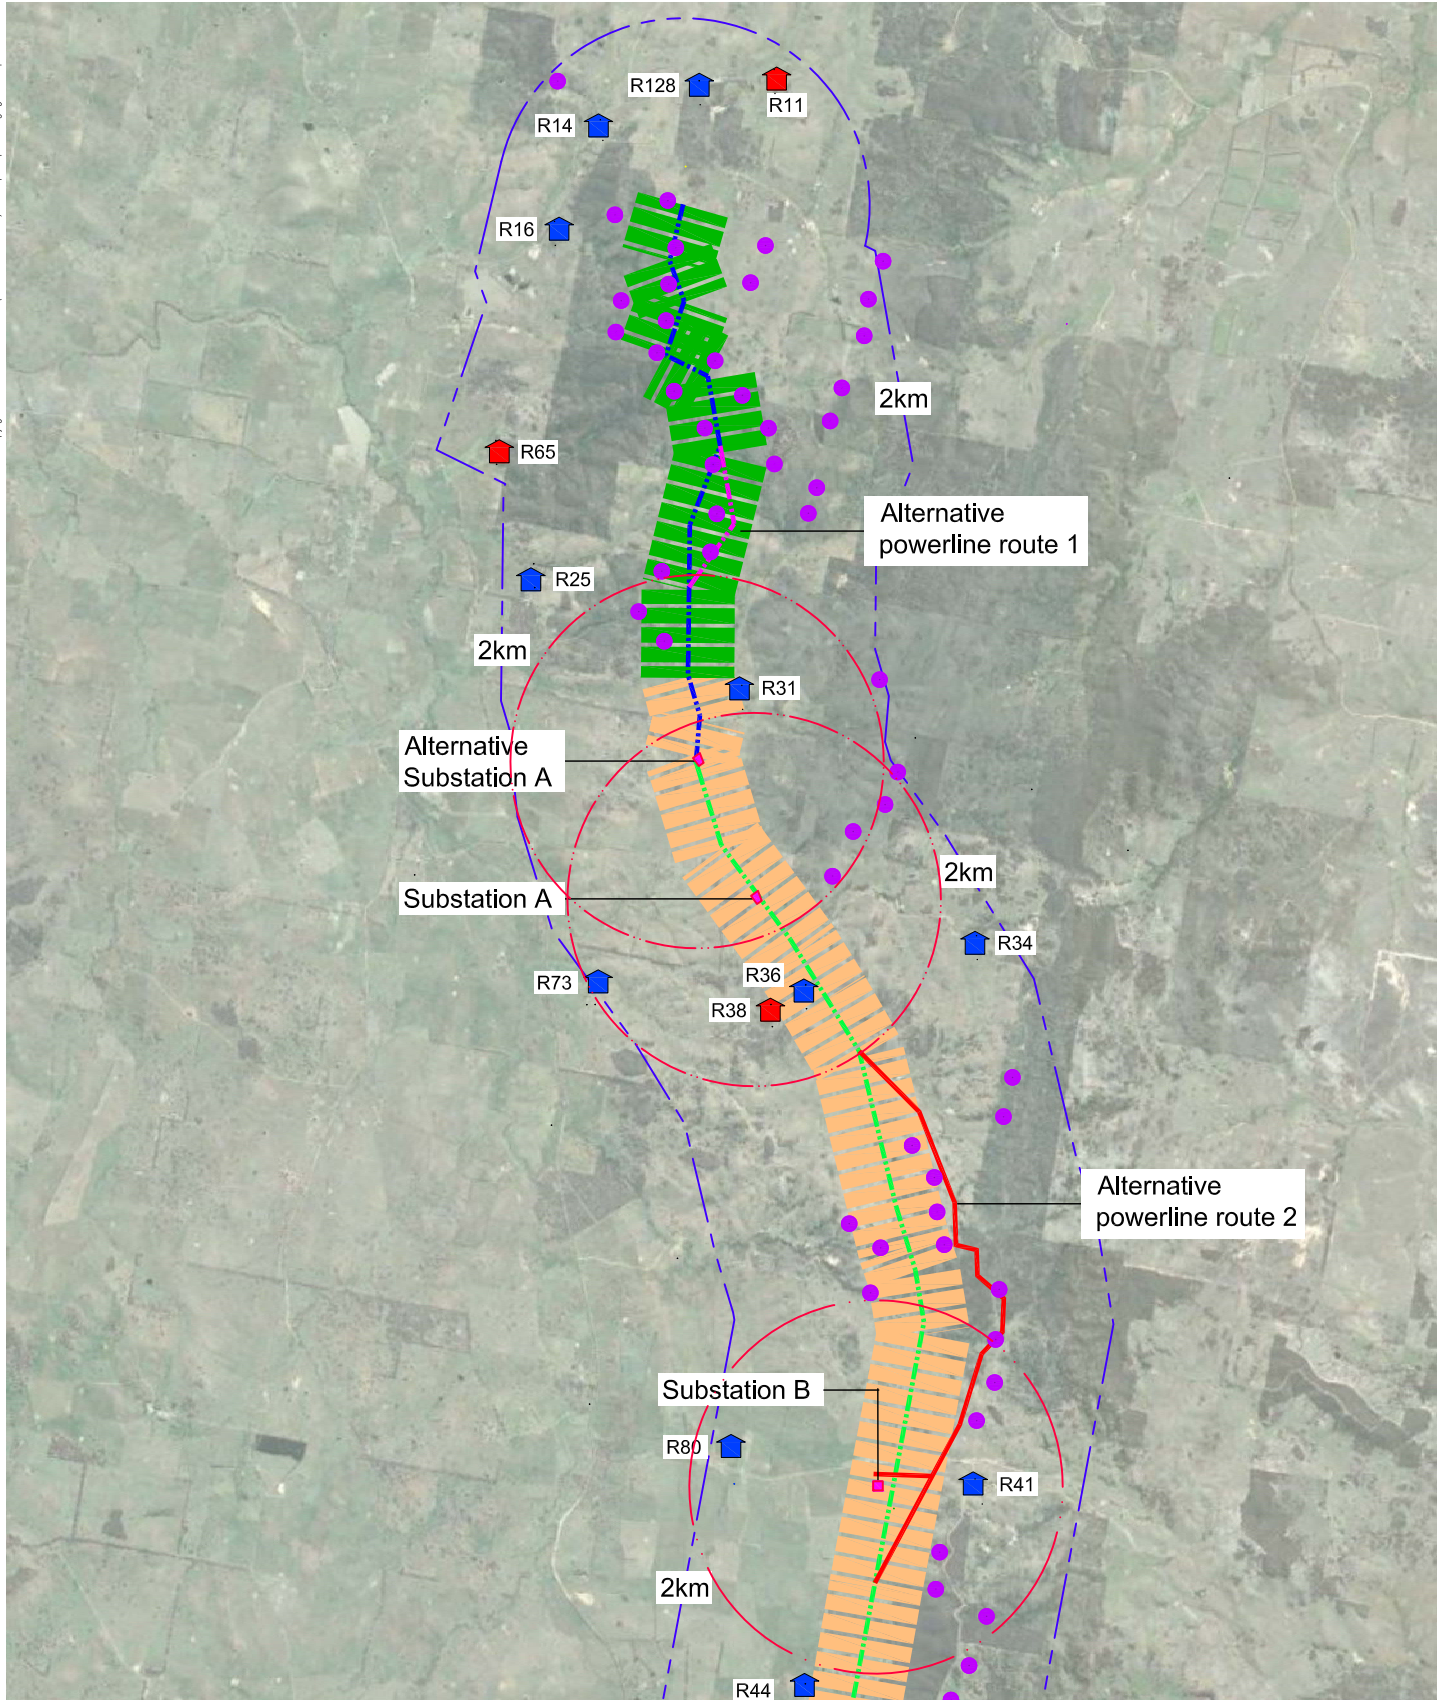 R128
R11
R14
R16
2km
R65
Alternative
powerline route 1
R25
2km
R31
Alternative
Substation A
2km
Substation A
R34
R36
R73
R38
Alternative
powerline route 2
Substation B
R80
R41
2km
R44